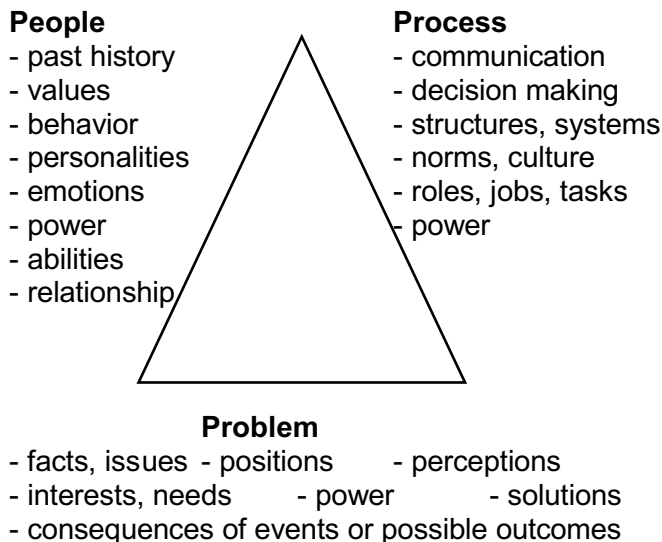 People
- past history
- values
- behavior
- personalities
- emotions
- power
- abilities
- relationship
Process
- communication
- decision making
- structures, systems
- norms, culture
- roles, jobs, tasks
- power
Problem
- facts, issues - positions - perceptions
- interests, needs - power - solutions
- consequences of events or possible outcomes